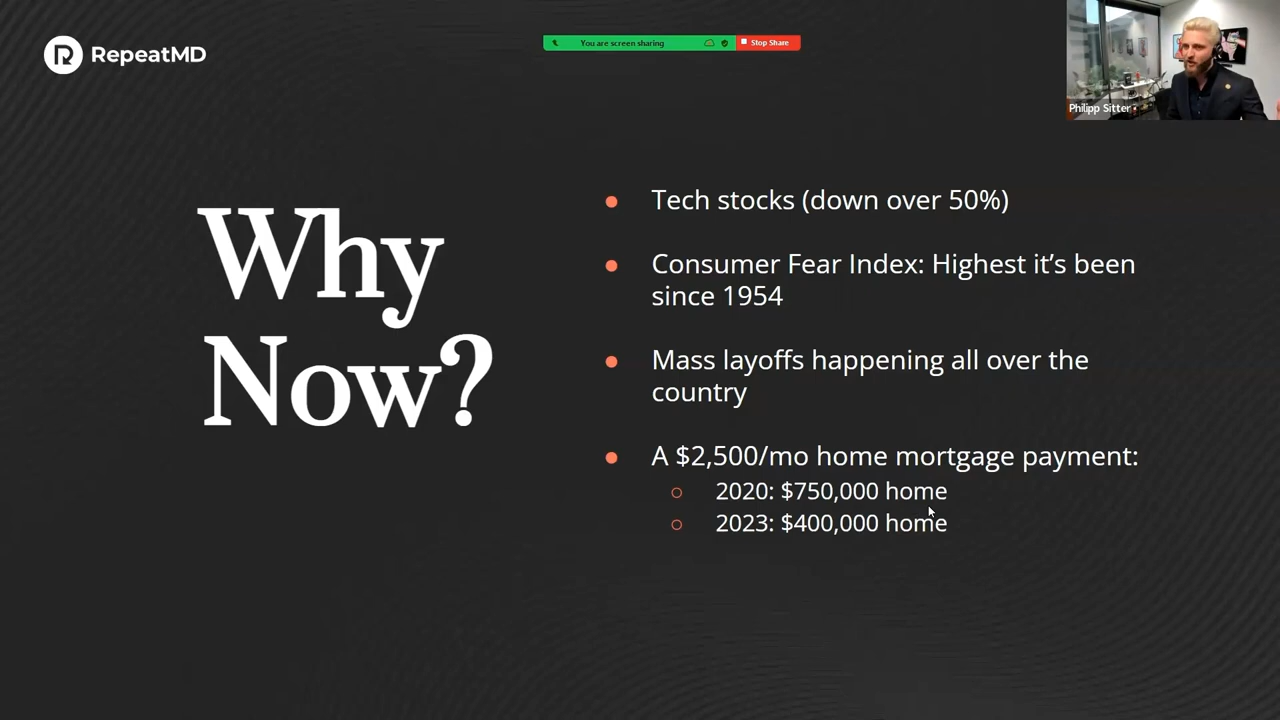 RepeatMD
You are screen sharing
Stop Share
Philipp Sitter
Why
Now?
Tech stocks (down over 50%)
Consumer Fear Index: Highest it’s been
since 1954
Mass layoffs happening all over the
country
A $2,500/mo home mortgage payment:
2020: $750,000 home
2023: $400,000 home